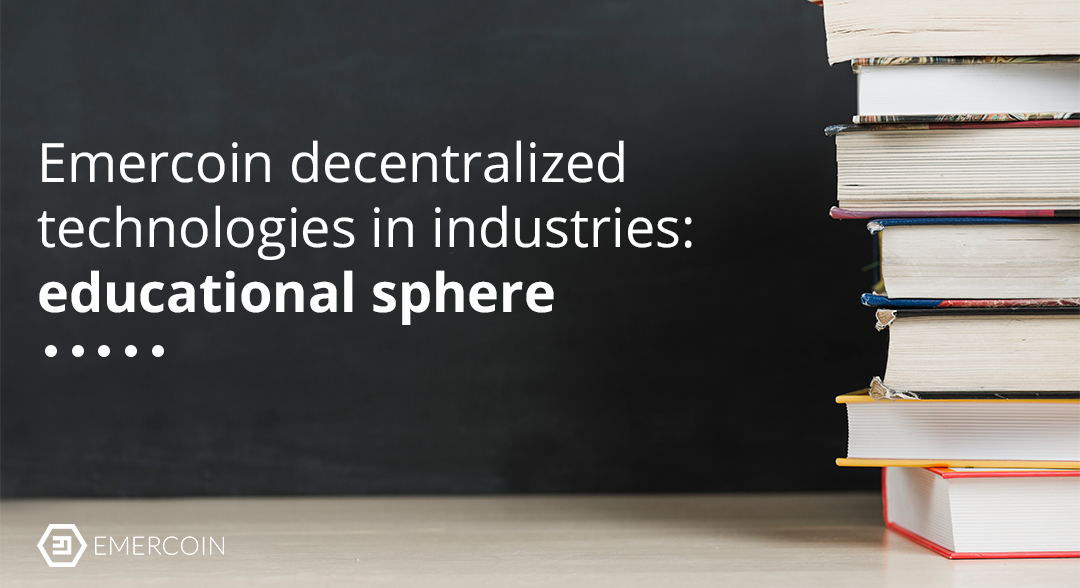 Emercoin decentralized
technologies in industries:
educational sphere
EMERCOIN